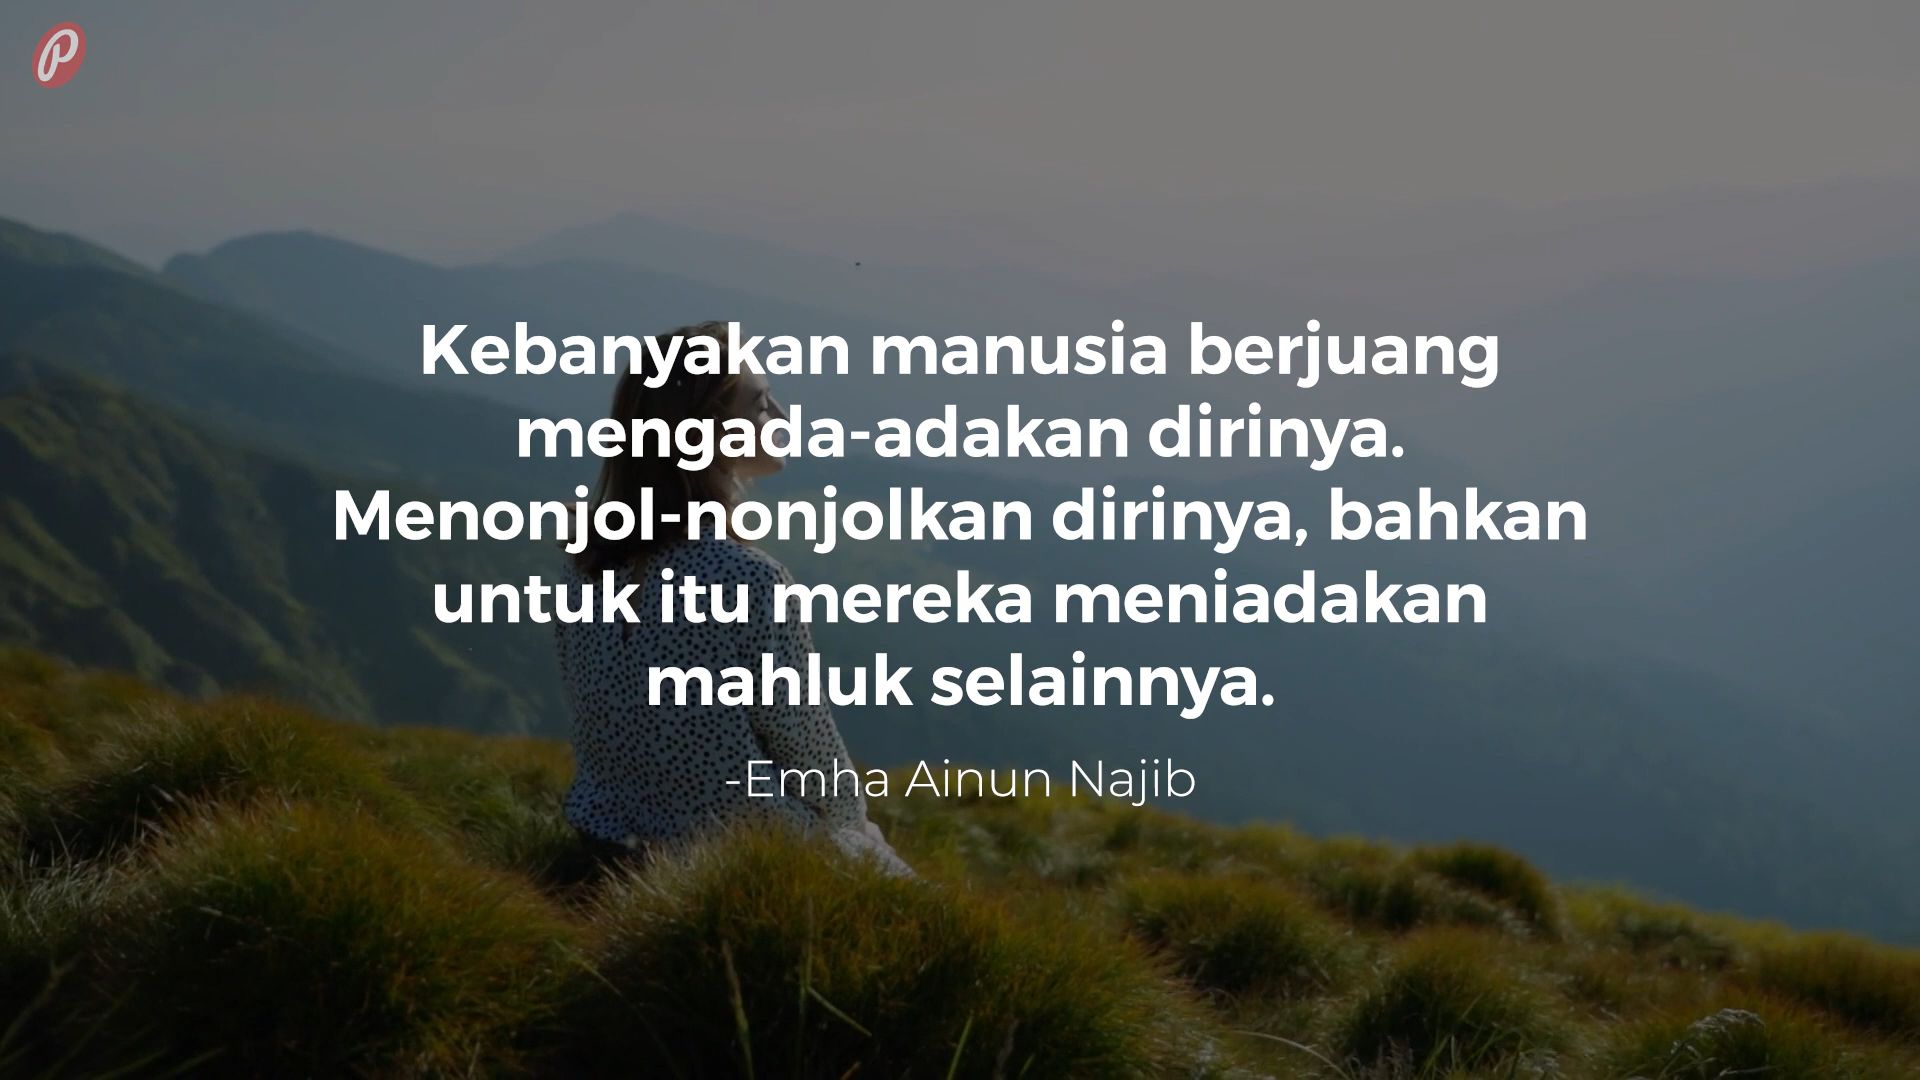 P
Kebanyakan manusia berjuang
mengada-adakan dirinya.
Menonjol-nonjolkan dirinya, bahkan
untuk itu mereka meniadakan
mahluk selainnya.
-Emha Ainun Najib